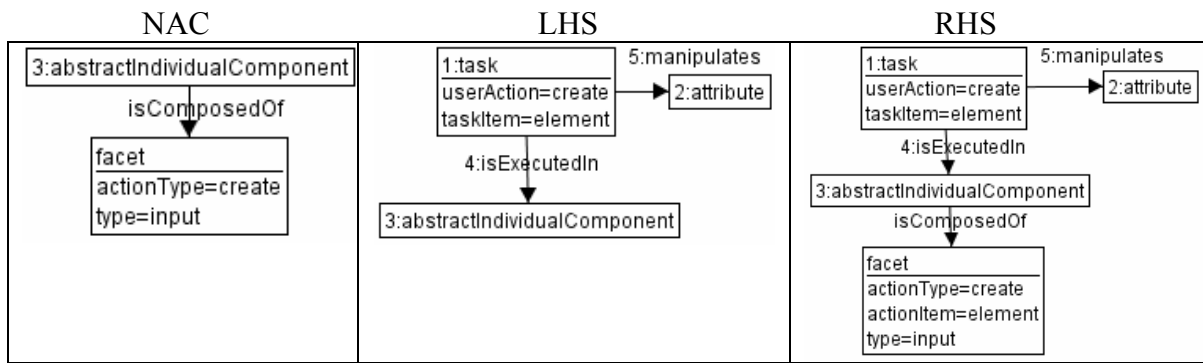 NAC
LHS
RHS
3:abstractIndividualComponent
isComposedOf
facet
actionType=create
type=input
1:task
userAction=create
taskItem=element
5:manipulates
2:attribute
4:isExecutedIn
3:abstractIndividualComponent
1:task
userAction=create
taskItem=element
5:manipulates
2:attribute
4:isExecutedIn
3:abstractIndividualComponent
isComposedOf
facet
actionType=create
actionItem=element
type=input